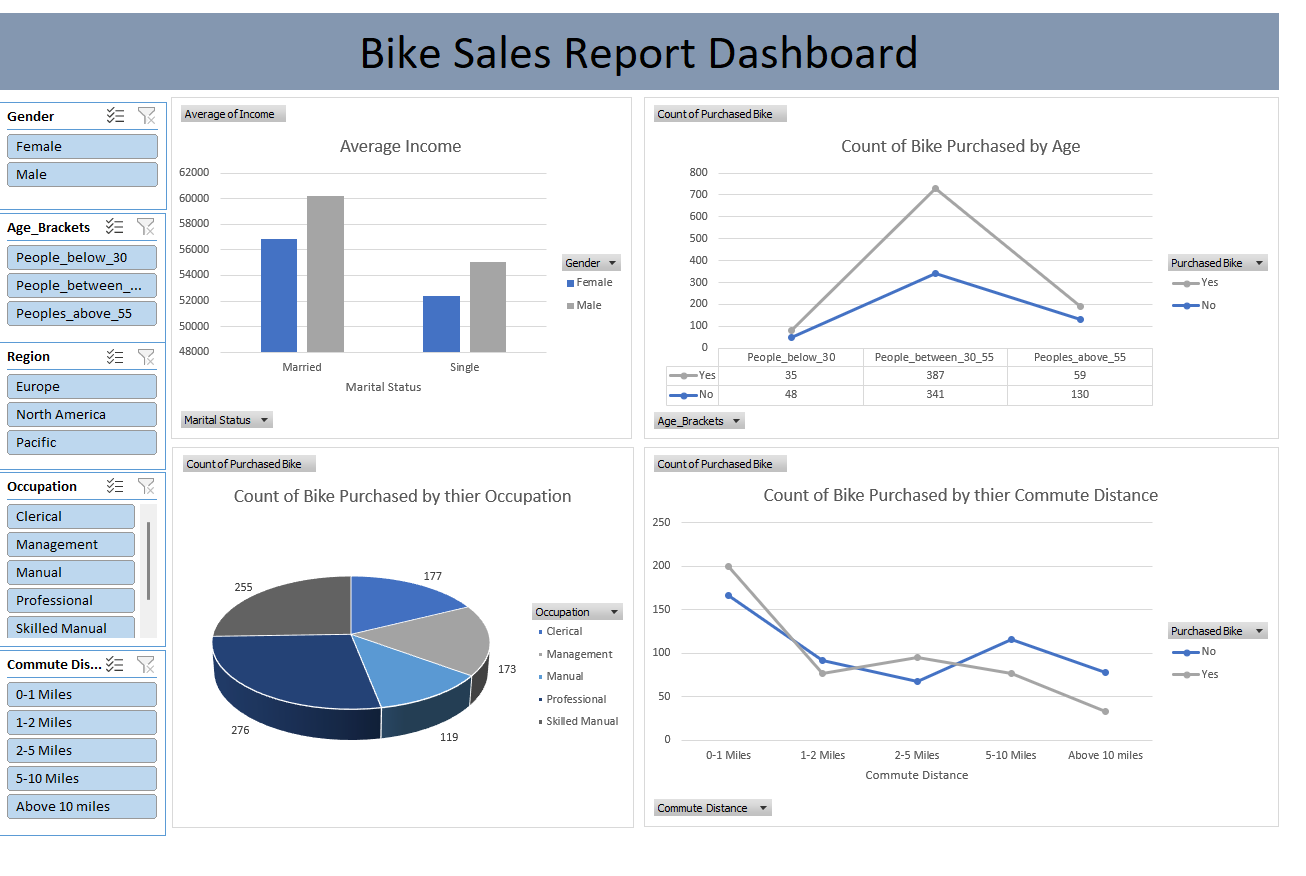 Bike Sales Report Dashboard
Gender
Female
Male
Age_Brackets
People_below_30
People_between_...
Peoples_above_55
Region
Europe
North America
Pacific
Occupation
Clerical
Management
Manual
Professional
Skilled Manual
Commute Dis...
0-1 Miles
1-2 Miles
2-5 Miles
5-10 Miles
Above 10 miles
Average of Income
Average Income
62000
60000
58000
56000
54000
52000
50000
48000
Married Single
Marital Status
Gender
Female
Male
Marital Status
Count of Purchased Bike
Count of Bike Purchased by Age
800
700
600
500
400
300
200
100
0
People_below_30 People_between_30_55 Peoples_above_55
Yes 35 387 59
No 48 341 130
Purchased Bike
Yes
No
Age_Brackets
Count of Purchased Bike
Count of Bike Purchased by thier Occupation
177
173
119
276
255
Occupation
Clerical
Management
Manual
Professional
Skilled Manual
Count of Purchased Bike
Count of Bike Purchased by thier Commute Distance
250
200
150
100
50
0
0-1 Miles 1-2 Miles 2-5 Miles 5-10 Miles Above 10 miles
Commute Distance
Purchased Bike
No
Yes
Commute Distance